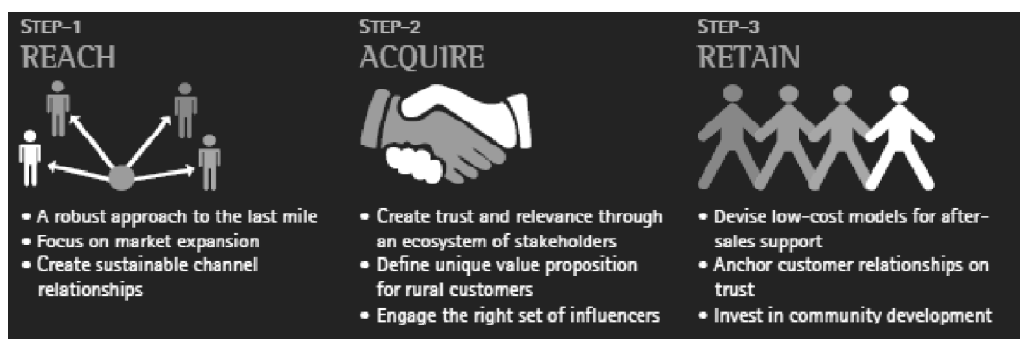 STEP–1
REACH
• A robust approach to the last mile
• Focus on market expansion
• Create sustainable channel
relationships
STEP–2
ACQUIRE
• Create trust and relevance through
an ecosystem of stakeholders
• Define unique value proposition
for rural customers
• Engage the right set of influencers
STEP–3
RETAIN
• Devise low-cost models for after-
sales support
• Anchor customer relationships on
trust
• Invest in community development